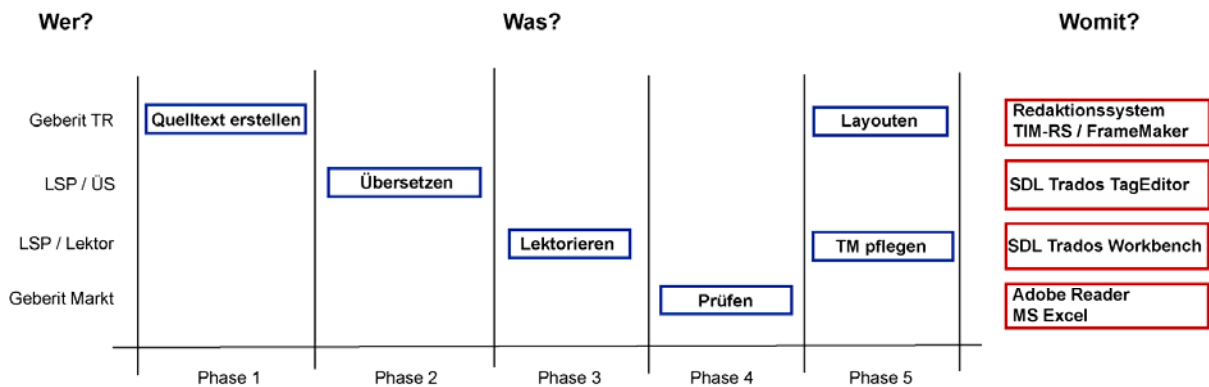 Wer? Was? Womit?
Geberit TR Quelltext erstellen Layouten Redaktionssystem
TIM-RS / FrameMaker
LSP / ÜS Übersetzen SDL Trados TagEditor
LSP / Lektor Lektorieren TM pflegen SDL Trados Workbench
Geberit Markt Prüfen Adobe Reader
MS Excel
Phase 1 Phase 2 Phase 3 Phase 4 Phase 5